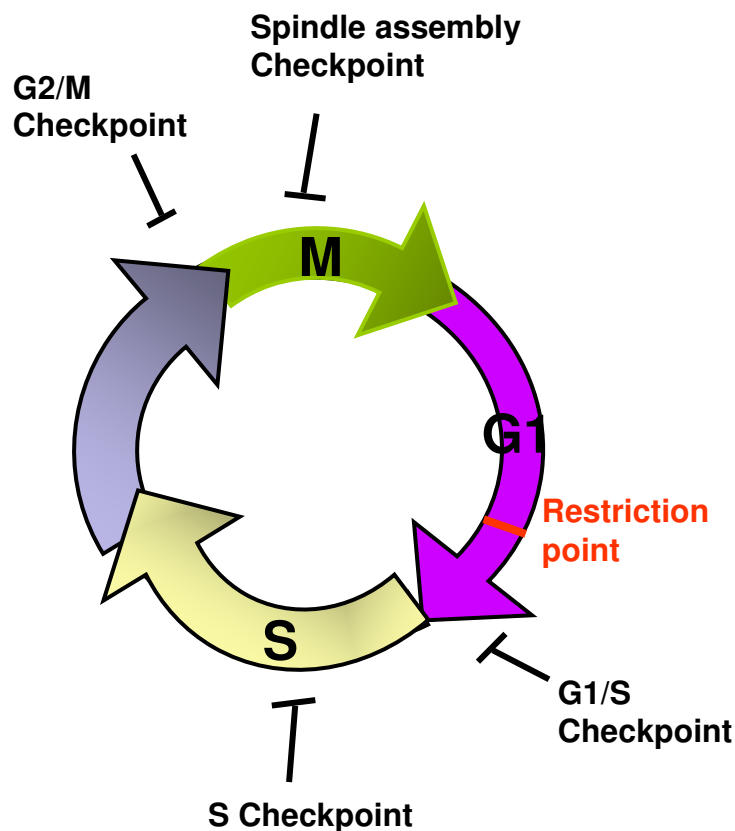 Spindle assembly
Checkpoint
G2/M
Checkpoint
M
G1
Restriction
point
S
G1/S
Checkpoint
S Checkpoint